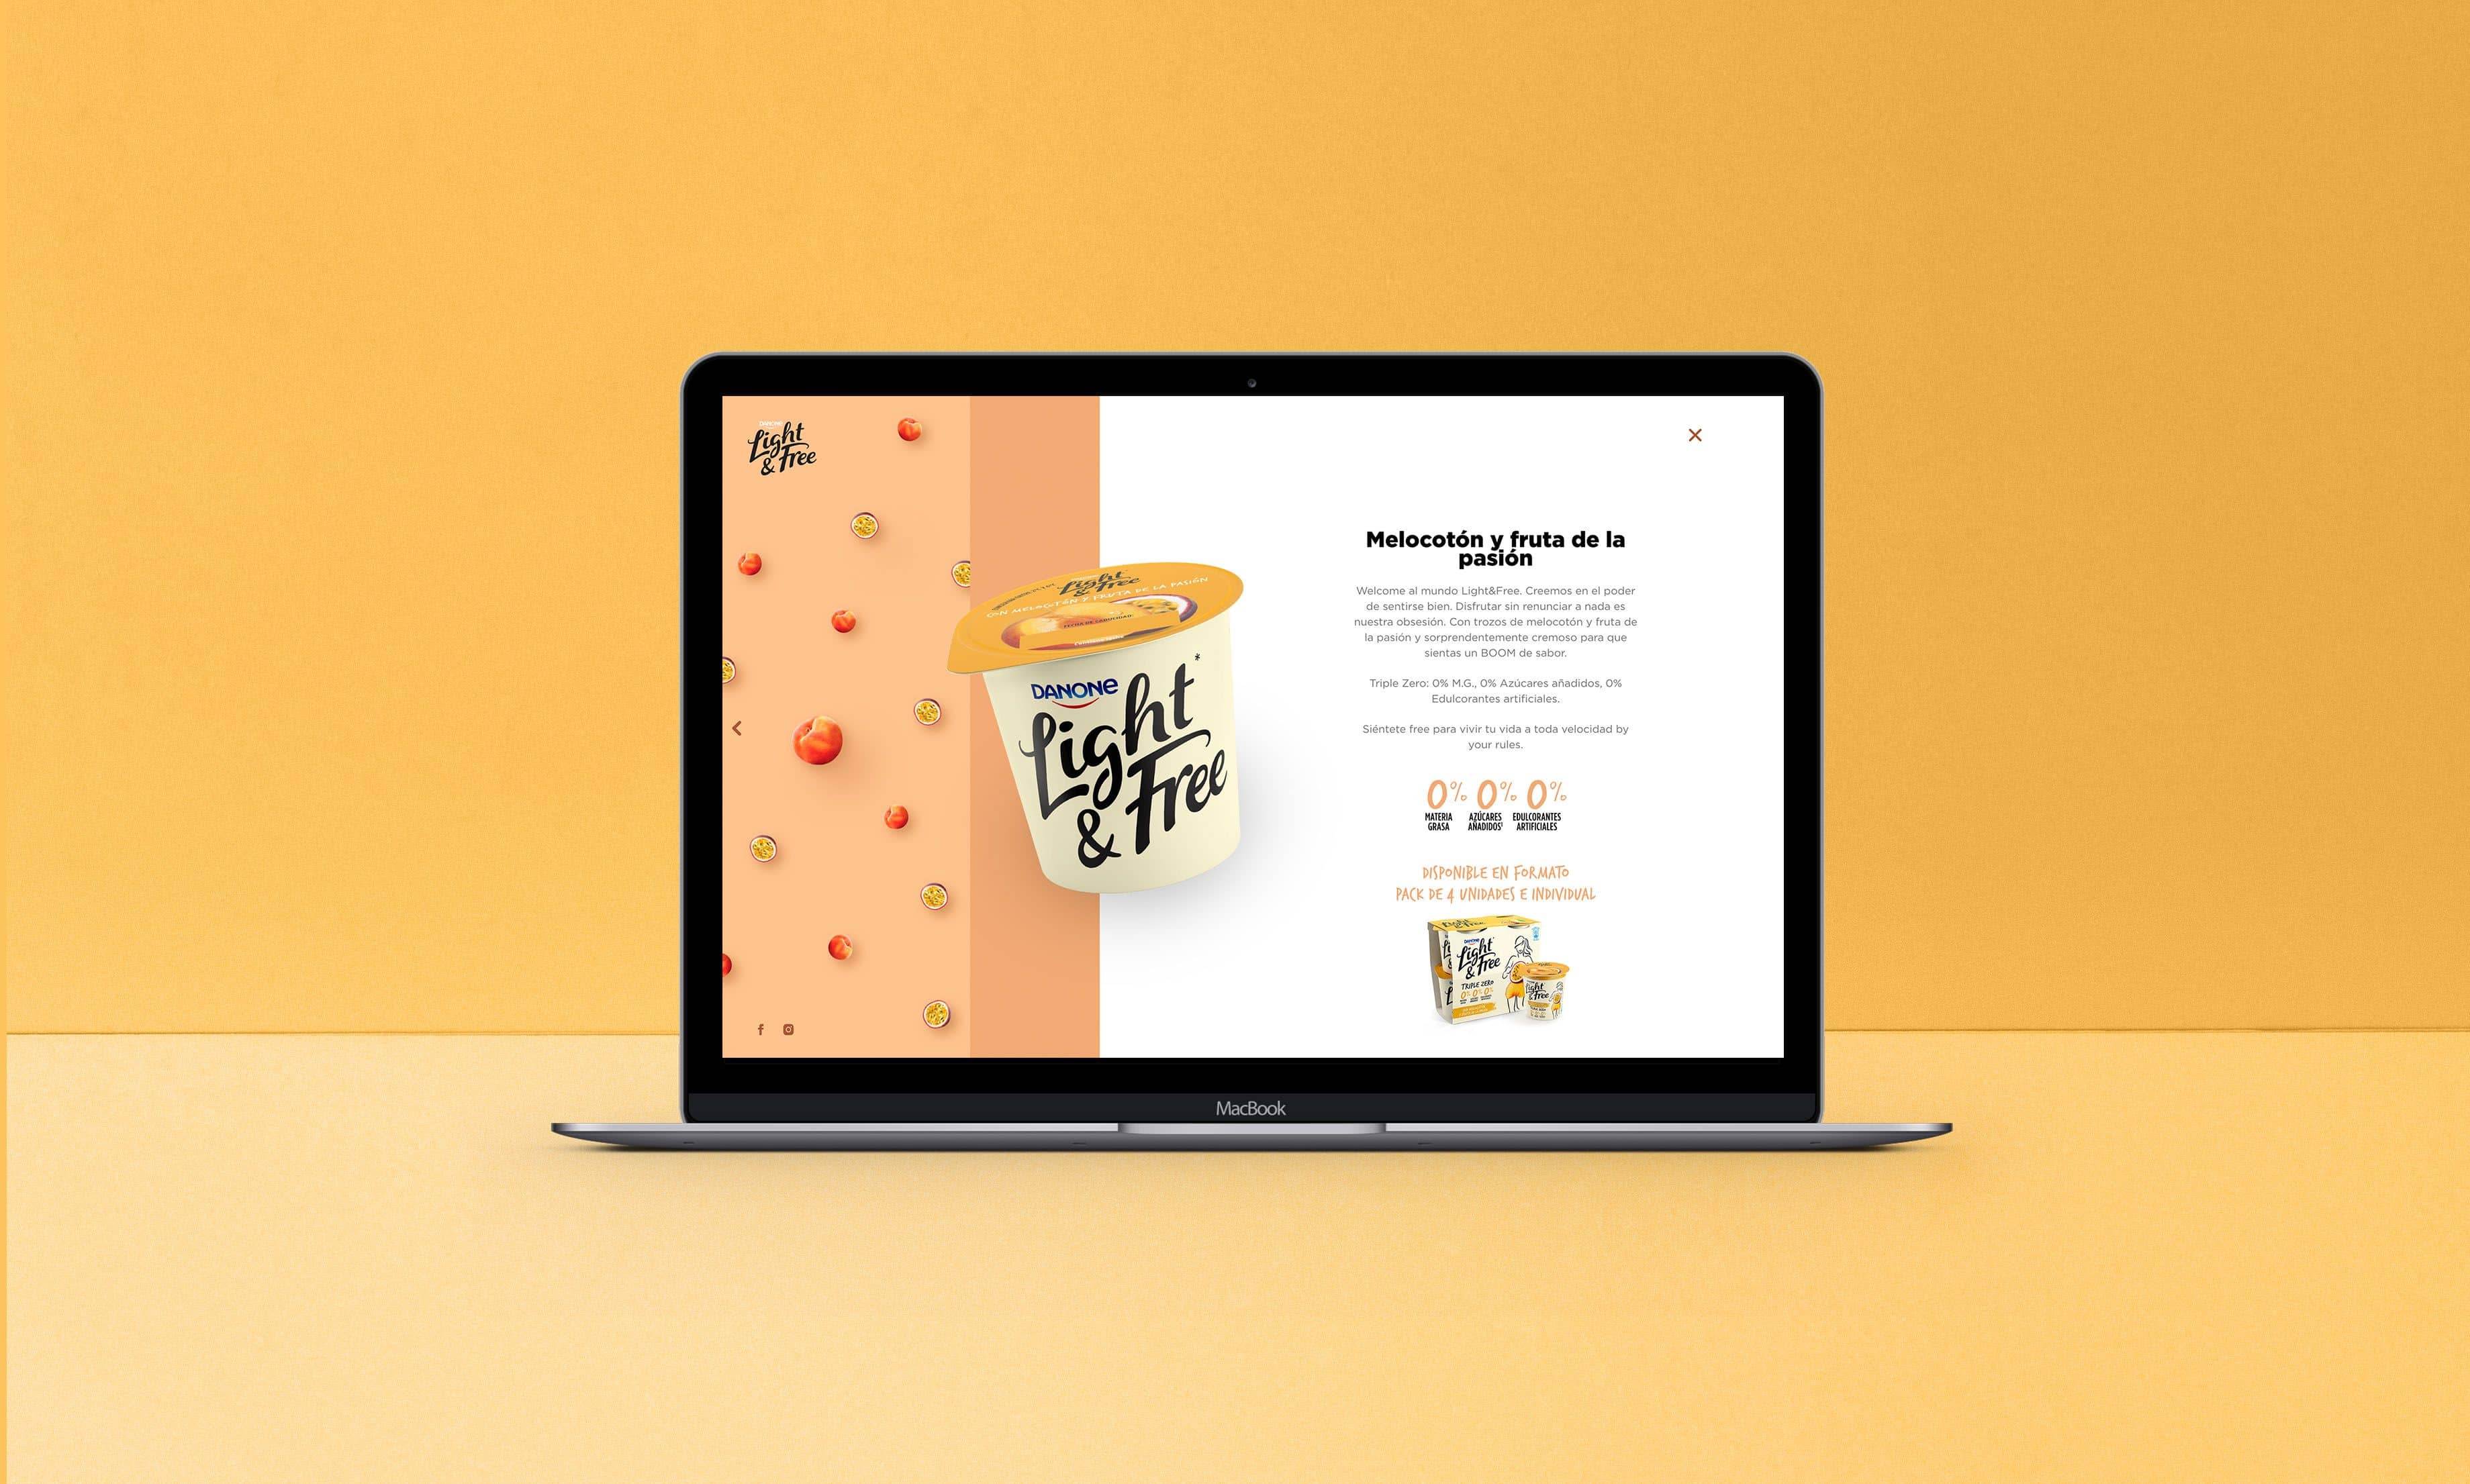 DANONE
Light
& Free
Light
& Free
CON MELOCOTÓN Y FRUTA DE LA PASIÓN
DANONE
Light*
& Free
Melocotón y fruta de la
pasión
Welcome al mundo Light&Free. Creemos en el poder
de sentirse bien. Disfrutar sin renunciar a nada es
nuestra obsesión. Con trozos de melocotón y fruta de
la pasión y sorprendentemente cremoso para que
sientas un BOOM de sabor.
Triple Zero: 0% M.G., 0% Azúcares añadidos, 0%
Edulcorantes artificiales.
Siéntete free para vivir tu vida a toda velocidad by
your rules.
0% 0% 0%
MATERIA GRASA
AZÚCARES AÑADIDOS¹
EDULCORANTES ARTIFICIALES
DISPONIBLE EN FORMATO
PACK DE 4 UNIDADES E INDIVIDUAL
DANONE
Light
& Free
TRIPLE ZERO
0% 0% 0%
Light
& Free
MacBook